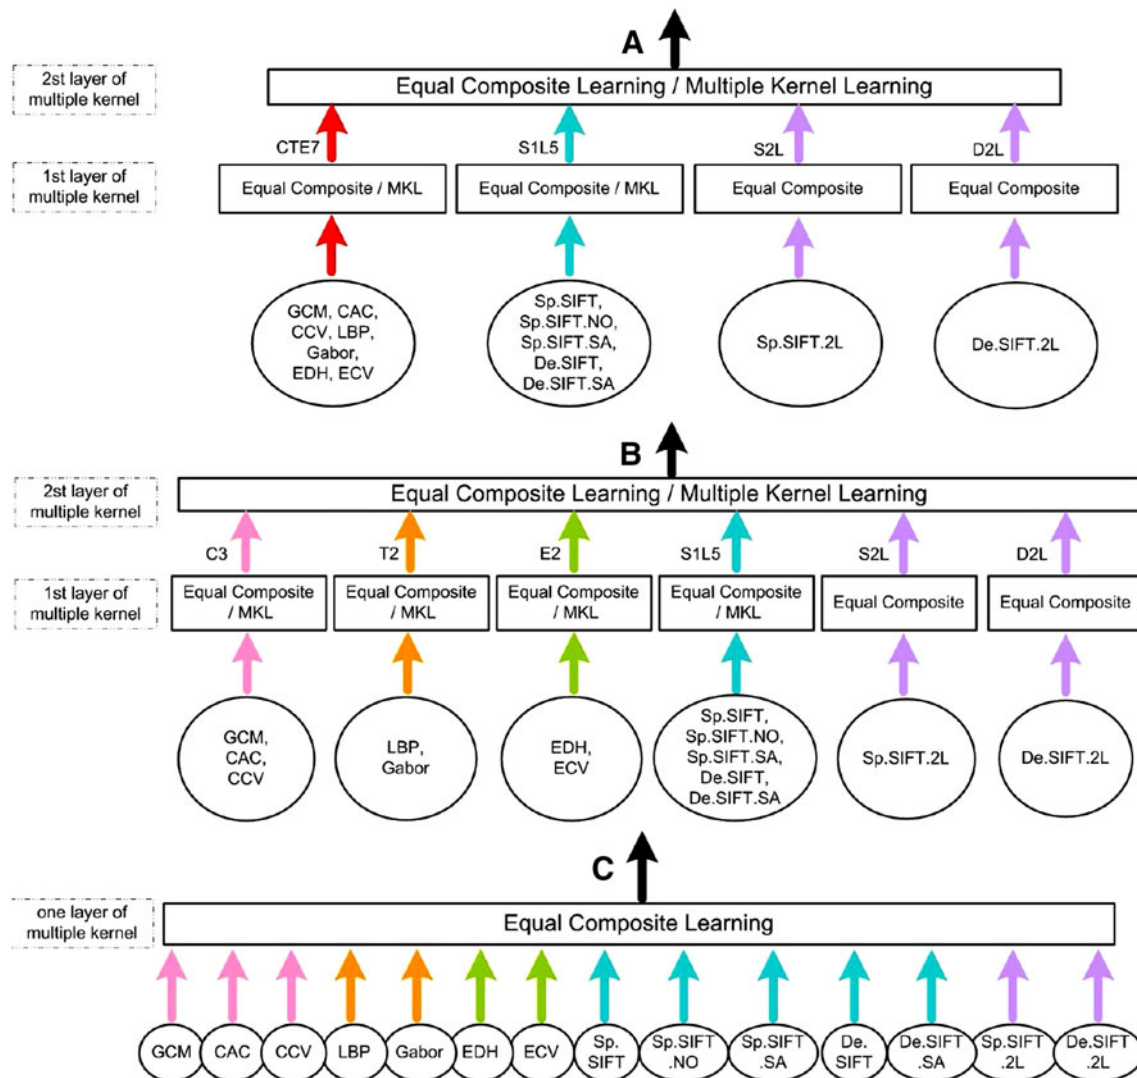 A
2st layer of
multiple kernel
Equal Composite Learning / Multiple Kernel Learning
CTE7
S1L5
S2L
D2L
1st layer of
multiple kernel
Equal Composite / MKL
Equal Composite / MKL
Equal Composite
Equal Composite
GCM, CAC,
CCV, LBP,
Gabor,
EDH, ECV
Sp.SIFT,
Sp.SIFT.NO,
Sp.SIFT.SA,
De.SIFT,
De.SIFT.SA
Sp.SIFT.2L
De.SIFT.2L
B
2st layer of
multiple kernel
Equal Composite Learning / Multiple Kernel Learning
C3
T2
E2
S1L5
S2L
D2L
1st layer of
multiple kernel
Equal Composite
/ MKL
Equal Composite
/ MKL
Equal Composite
/ MKL
Equal Composite
/ MKL
Equal Composite
Equal Composite
GCM,
CAC,
CCV
LBP,
Gabor
EDH,
ECV
Sp.SIFT,
Sp.SIFT.NO,
Sp.SIFT.SA,
De.SIFT,
De.SIFT.SA
Sp.SIFT.2L
De.SIFT.2L
C
one layer of
multiple kernel
Equal Composite Learning
GCM
CAC
CCV
LBP
Gabor
EDH
ECV
Sp.
SIFT
Sp.SIFT
.NO
Sp.SIFT
.SA
De.
SIFT
De.SIFT
.SA
Sp.SIFT
.2L
De.SIFT
.2L